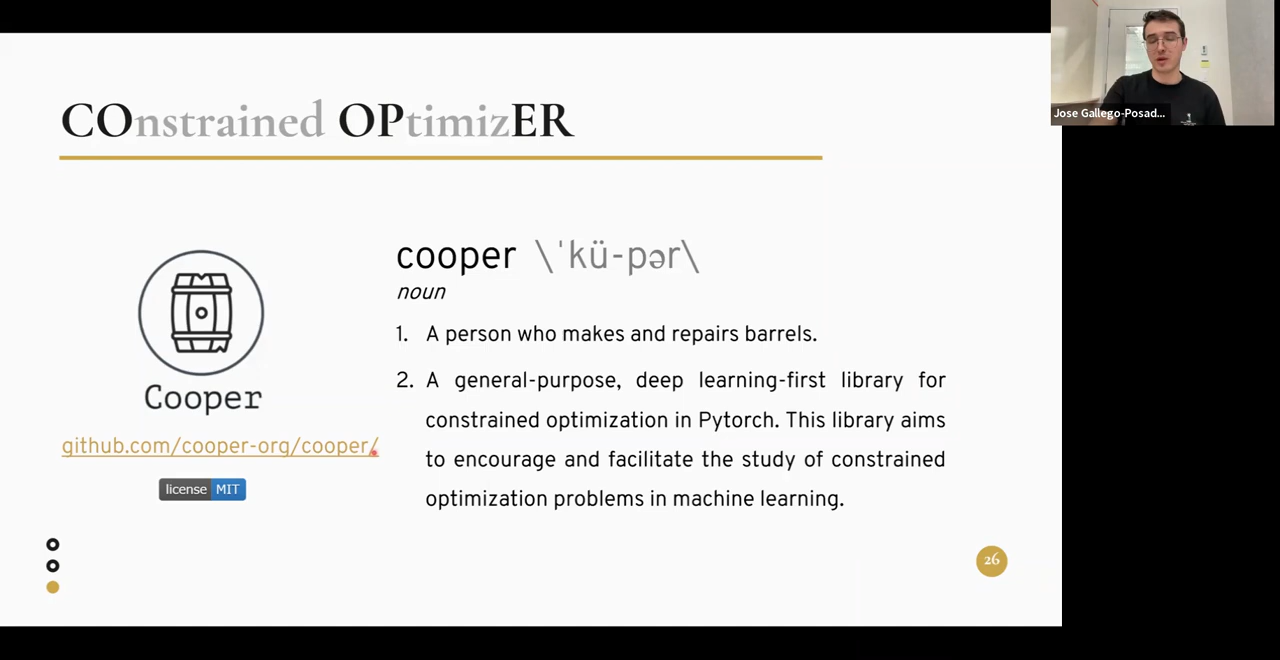 COnstrained OPtimizER
cooper \ˈkü-pər\
noun
1. A person who makes and repairs barrels.
2. A general-purpose, deep learning-first library for
constrained optimization in Pytorch. This library aims
to encourage and facilitate the study of constrained
optimization problems in machine learning.
Cooper
github.com/cooper-org/cooper/
license MIT
26
Jose Gallego-Posad...